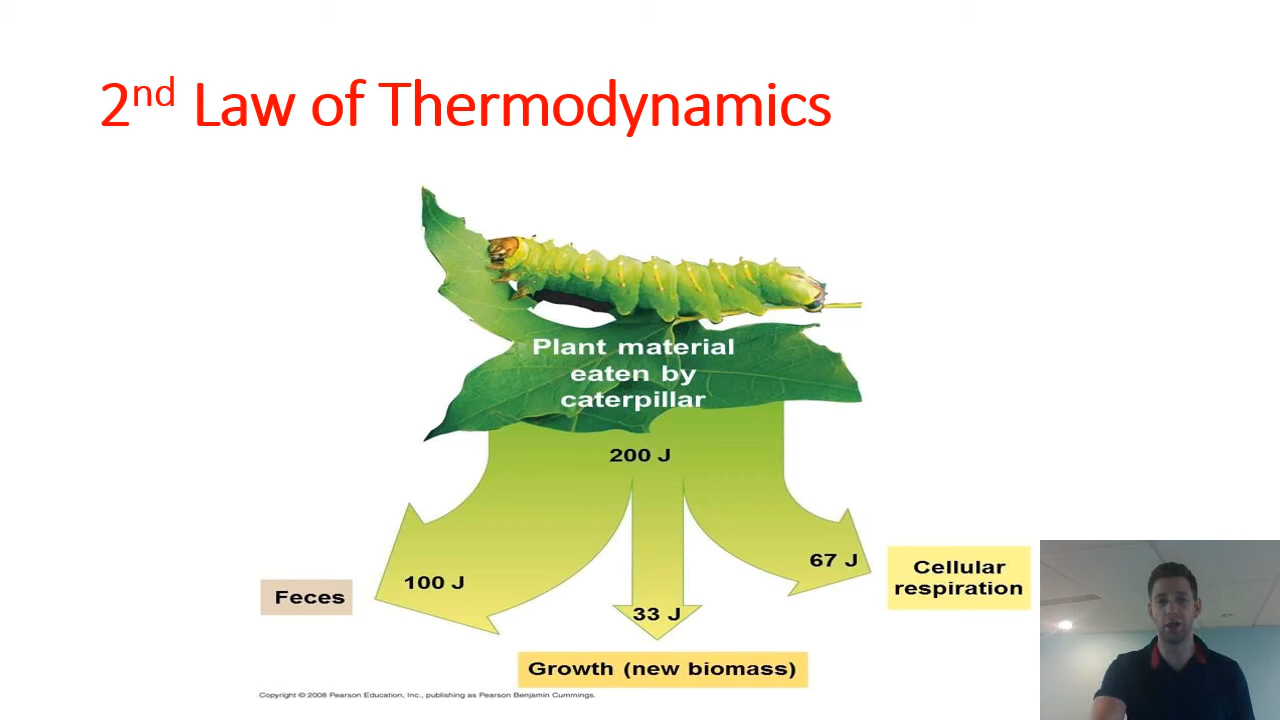 2nd Law of Thermodynamics
Plant material
eaten by
caterpillar
200 J
100 J
33 J
67 J
Feces
Cellular
respiration
Growth (new biomass)
Copyright © 2008 Pearson Education, Inc., publishing as Pearson Benjamin Cummings.